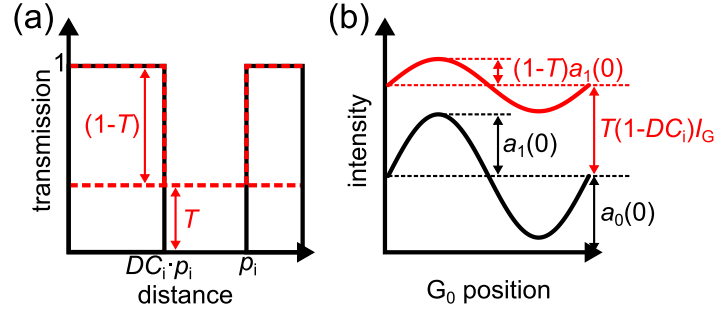 (a)
transmission
1
(1-T)
T
DCi·pi
pi
distance
(b)
intensity
(1-T)a1(0)
T(1-DCi)IG
a1(0)
a0(0)
G0 position